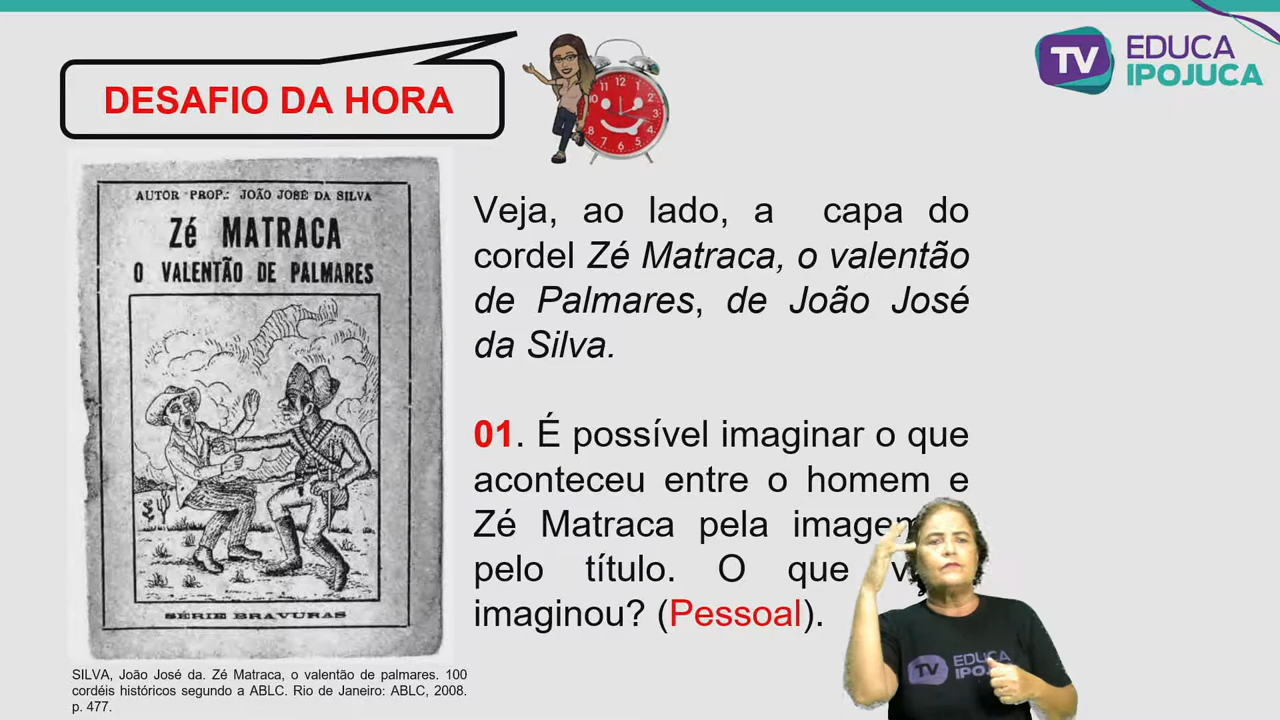 DESAFIO DA HORA
TV EDUCA
IPOJUCA
AUTOR PROP.: JOÃO JOSÉ DA SILVA
Zé MATRACA
O VALENTÃO DE PALMARES
SÉRIE BRAVURAS
SILVA, João José da. Zé Matraca, o valentão de palmares. 100
cordéis históricos segundo a ABLC. Rio de Janeiro: ABLC, 2008.
p. 477.
Veja, ao lado, a capa do
cordel Zé Matraca, o valentão
de Palmares, de João José
da Silva.
01. É possível imaginar o que
aconteceu entre o homem e
Zé Matraca pela imagem
pelo título. O que
imaginou? (Pessoal).
TV EDUCA